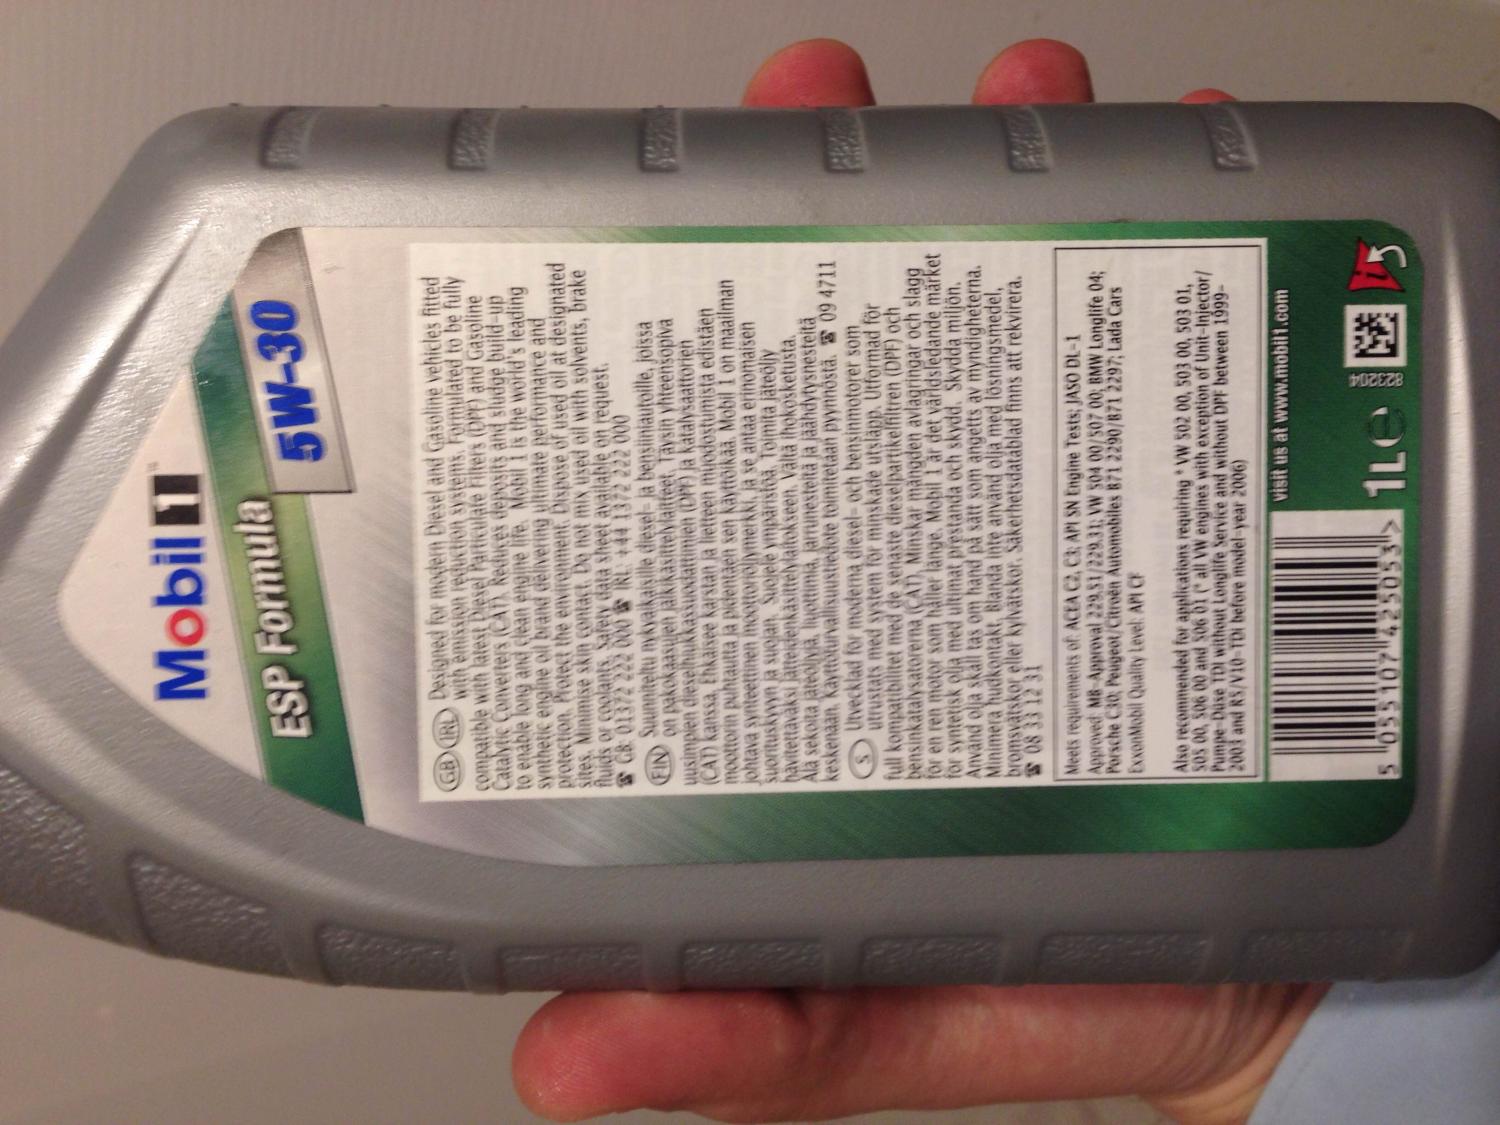 Mobil 1
™
ESP Formula
5W-30
GB IRL Designed for modern Diesel and Gasoline vehicles fitted
with emission reduction systems. Formulated to be fully
compatible with latest Diesel Particulate Filters (DPF) and Gasoline
Catalytic Converters (CAT). Reduces deposits and sludge build-up
to enable long and clean engine life. Mobil 1 is the world's leading
synthetic engine oil brand delivering ultimate performance and
protection. Protect the environment. Dispose of used oil at designated
sites. Minimise skin contact. Do not mix used oil with solvents, brake
fluids or coolants. Safety data sheet available on request.
☎ GB: 01372 222 000 ☎ IRL: +44 1372 222 000
FIN Suunniteltu nykyaikaisille diesel- ja bensiiniautoille, joissa
on pakokaasujen jälkikäsittelylaitteet. Täysin yhteensopiva
uusimpien dieselhiukkassuodattimien (DPF) ja katalysaattorien
(CAT) kanssa. Ehkäisee karstan ja lietteen muodostumista edistäen
moottorin puhtautta ja pidentäen sen käyttöikää. Mobil 1 on maailman
johtava synteettinen moottoriöljymerkki, ja se antaa erinomaisen
suorituskyvyn ja suojan. Suojele ympäristöä. Toimita jäteöljy
hävitettäväksi jätteidenkäsittelylaitokseen. Vältä ihokosketusta.
Älä sekoita jäteöljyä, liuottimia, jarrunesteitä ja jäähdytysnesteitä
keskenään. Käyttöturvallisuustiedote toimitetaan pyynnöstä. ☎ 09 4711
S Utvecklad för moderna diesel- och bensinmotorer som
utrustas med system för minskade utsläpp. Utformad för
full kompatibilitet med de senaste dieselpartikelfiltren (DPF) och
bensinkatalysatorerna (CAT). Minskar mängden avlagringar och slagg
för en ren motor som håller länge. Mobil 1 är det världsledande märket
för syntetisk olja med ultimat prestanda och skydd. Skydda miljön.
Använd olja skall tas om hand på sätt som angetts av myndigheterna.
Minimera hudkontakt. Blanda inte använd olja med lösningsmedel,
bromsvätskor eller kylvätskor. Säkerhetsdatablad finns att rekvirera.
☎ 08 33 12 31
Meets requirements of: ACEA C2, C3; API SN Engine Tests; JASO DL-1
Approved: MB-Approval 229.51/229.31; VW 504 00/507 00; BMW Longlife 04;
Porsche C30; Peugeot/Citroën Automobiles B71 2290/B71 2297; Lada Cars
ExxonMobil Quality Level: API CF
Also recommended for applications requiring * VW 502 00, 503 00, 503 01,
505 00, 506 00 and 506 01 (* all VW engines with exception of Unit-Injector/
Pumpe-Düse TDI without Longlife Service and without DPF between 1999-
2003 and R5/V10-TDI before model-year 2006)
visit us at www.mobil1.com
5 055107 425053 >
1L e
823204